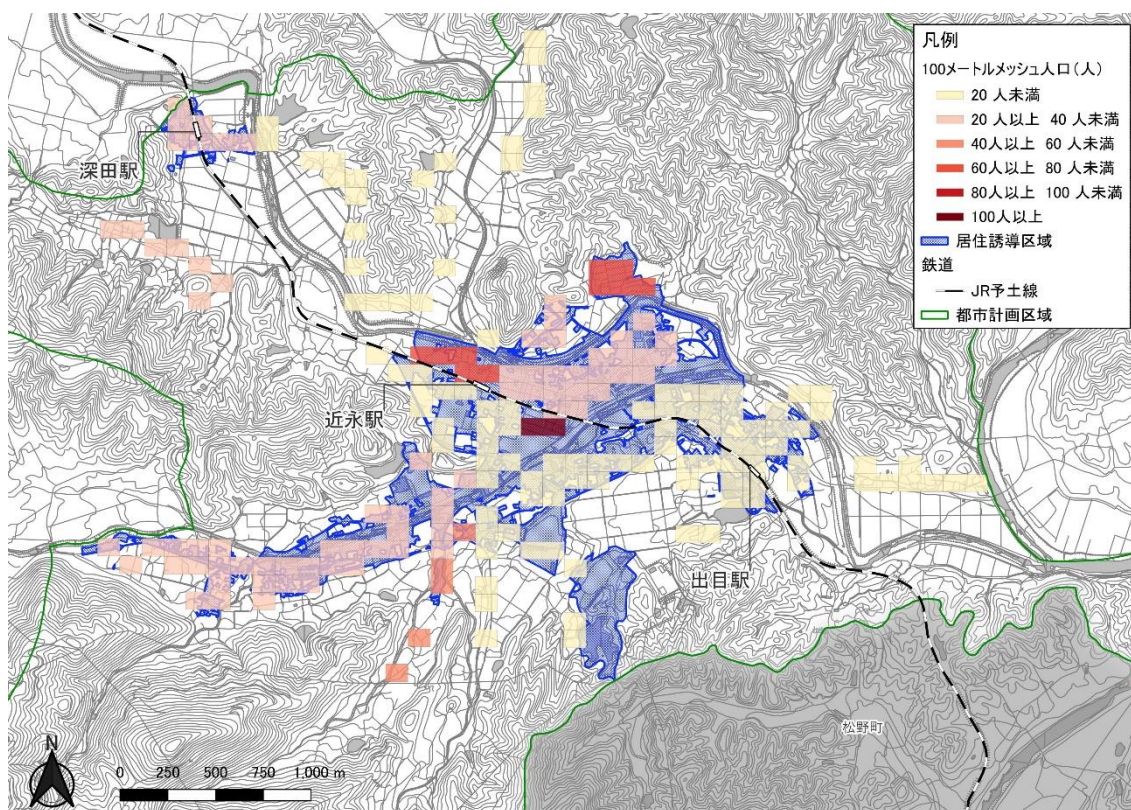 凡例
100メートルメッシュ人口(人)
20 人未満
20 人以上 40 人未満
40人以上 60 人未満
60人以上 80 人未満
80人以上 100 人未満
100人以上
居住誘導区域
鉄道
JR予土線
都市計画区域
深田駅
近永駅
出目駅
松野町
N
0 250 500 750 1,000 m